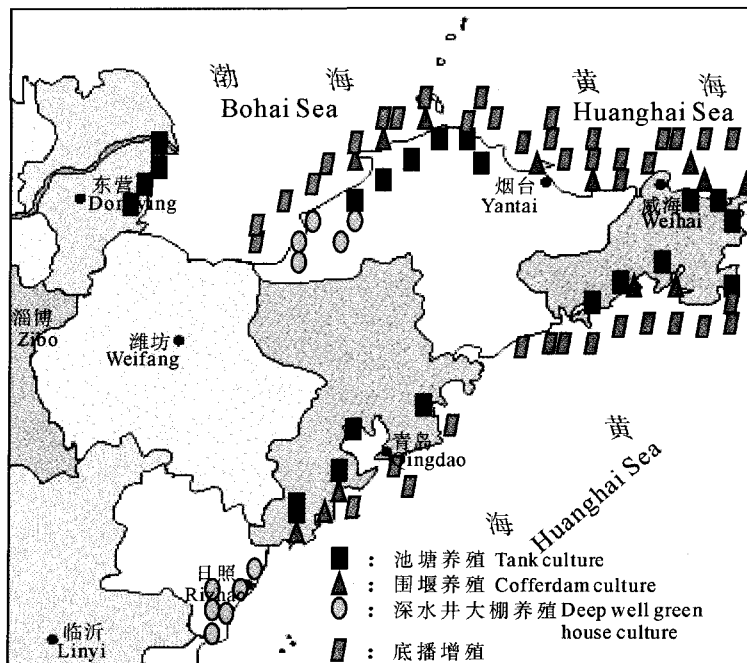 渤 海
Bohai Sea
黄 海
Huanghai Sea
东营
Dongying
烟台
Yantai
威海
Weihai
淄博
Zibo
潍坊
Weifang
青岛
Qingdao
黄
海
Huanghai Sea
日照
Rizhao
临沂
Linyi
: 池塘养殖 Tank culture
: 围堰养殖 Cofferdam culture
: 深水井大棚养殖 Deep well green
house culture
: 底播增殖